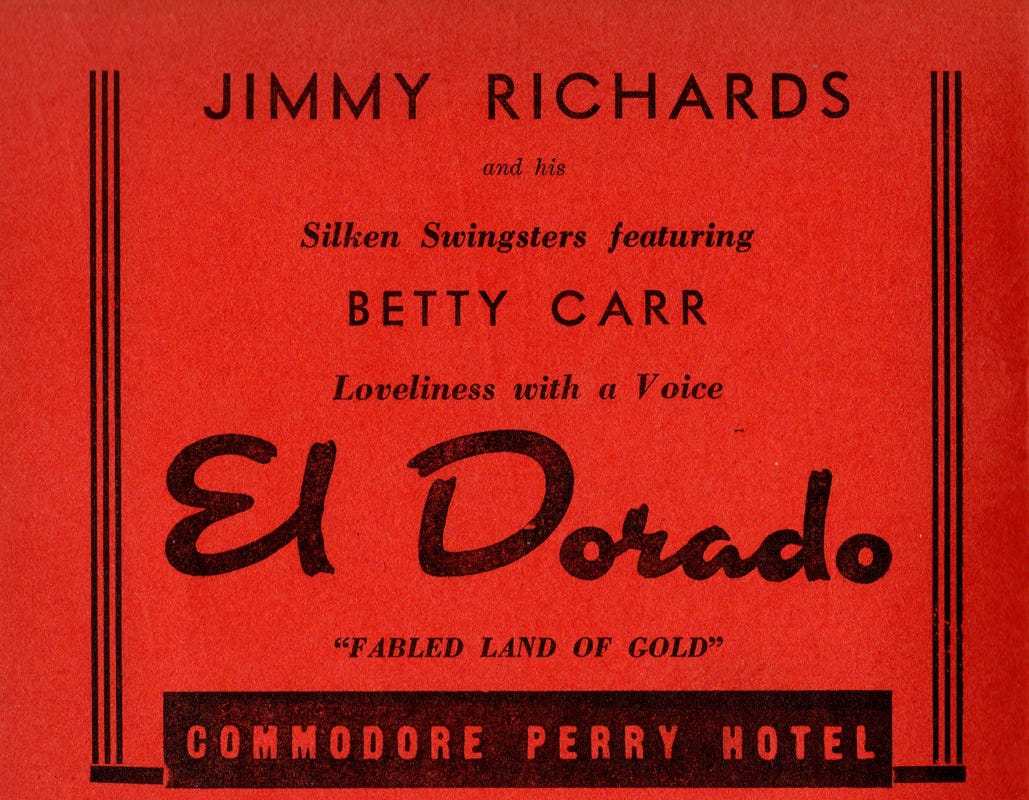 JIMMY RICHARDS
and his
Silken Swingsters featuring
BETTY CARR
Loveliness with a Voice
El Dorado
“FABLED LAND OF GOLD”
COMMODORE PERRY HOTEL